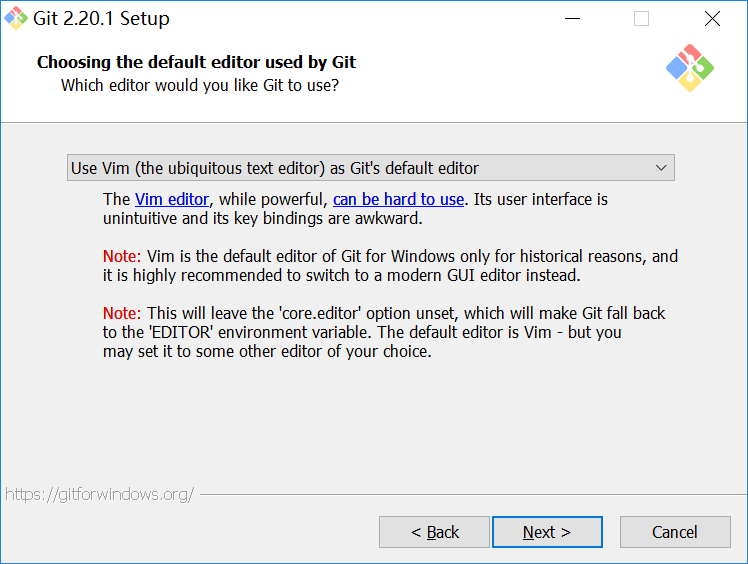 Git 2.20.1 Setup
Choosing the default editor used by Git
Which editor would you like Git to use?
Use Vim (the ubiquitous text editor) as Git's default editor
The Vim editor, while powerful, can be hard to use. Its user interface is
unintuitive and its key bindings are awkward.
Note: Vim is the default editor of Git for Windows only for historical reasons, and
it is highly recommended to switch to a modern GUI editor instead.
Note: This will leave the 'core.editor' option unset, which will make Git fall back
to the 'EDITOR' environment variable. The default editor is Vim - but you
may set it to some other editor of your choice.
https://gitforwindows.org/
< Back
Next >
Cancel